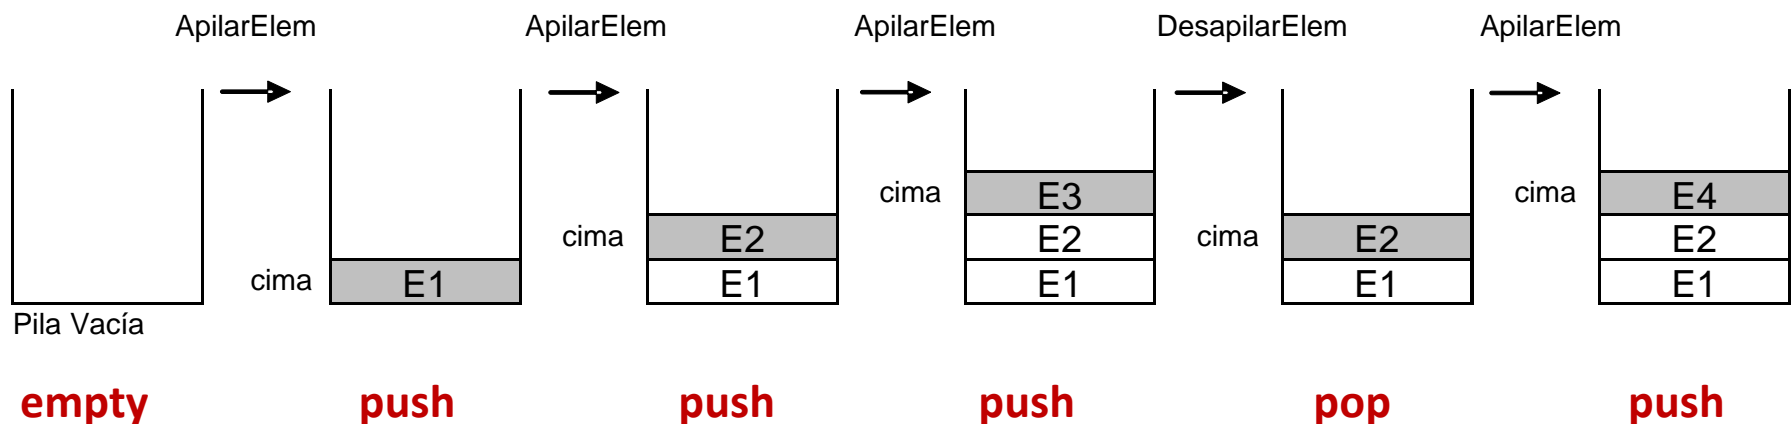 ApilarElem ApilarElem ApilarElem DesapilarElem ApilarElem
cima E3 cima E4
cima E2 E2 cima E2 E2
cima E1 E1 E1 E1 E1
Pila Vacía
empty push push push pop push